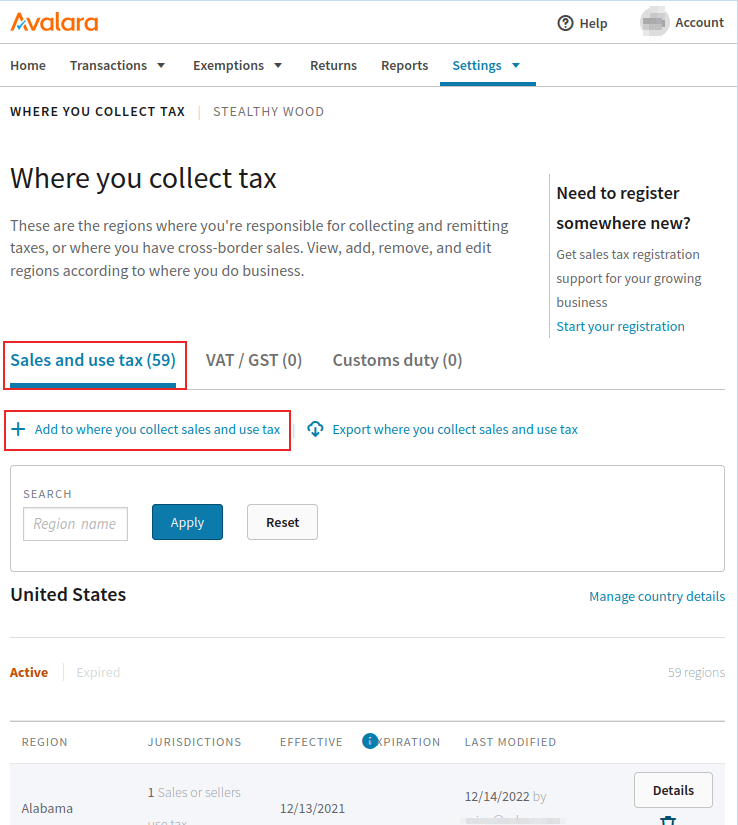 Avalara
Help
Account
Home Transactions Exemptions Returns Reports Settings
WHERE YOU COLLECT TAX | STEALTHY WOOD
Where you collect tax
These are the regions where you're responsible for collecting and remitting
taxes, or where you have cross-border sales. View, add, remove, and edit
regions according to where you do business.
Need to register
somewhere new?
Get sales tax registration
support for your growing
business
Start your registration
Sales and use tax (59) VAT / GST (0) Customs duty (0)
+ Add to where you collect sales and use tax | Export where you collect sales and use tax
SEARCH
Region name Apply Reset
United States Manage country details
Active | Expired 59 regions
REGION JURISDICTIONS EFFECTIVE i XPIRATION LAST MODIFIED
Alabama
1 Sales or sellers
use tax
12/13/2021
12/14/2022 by
Details